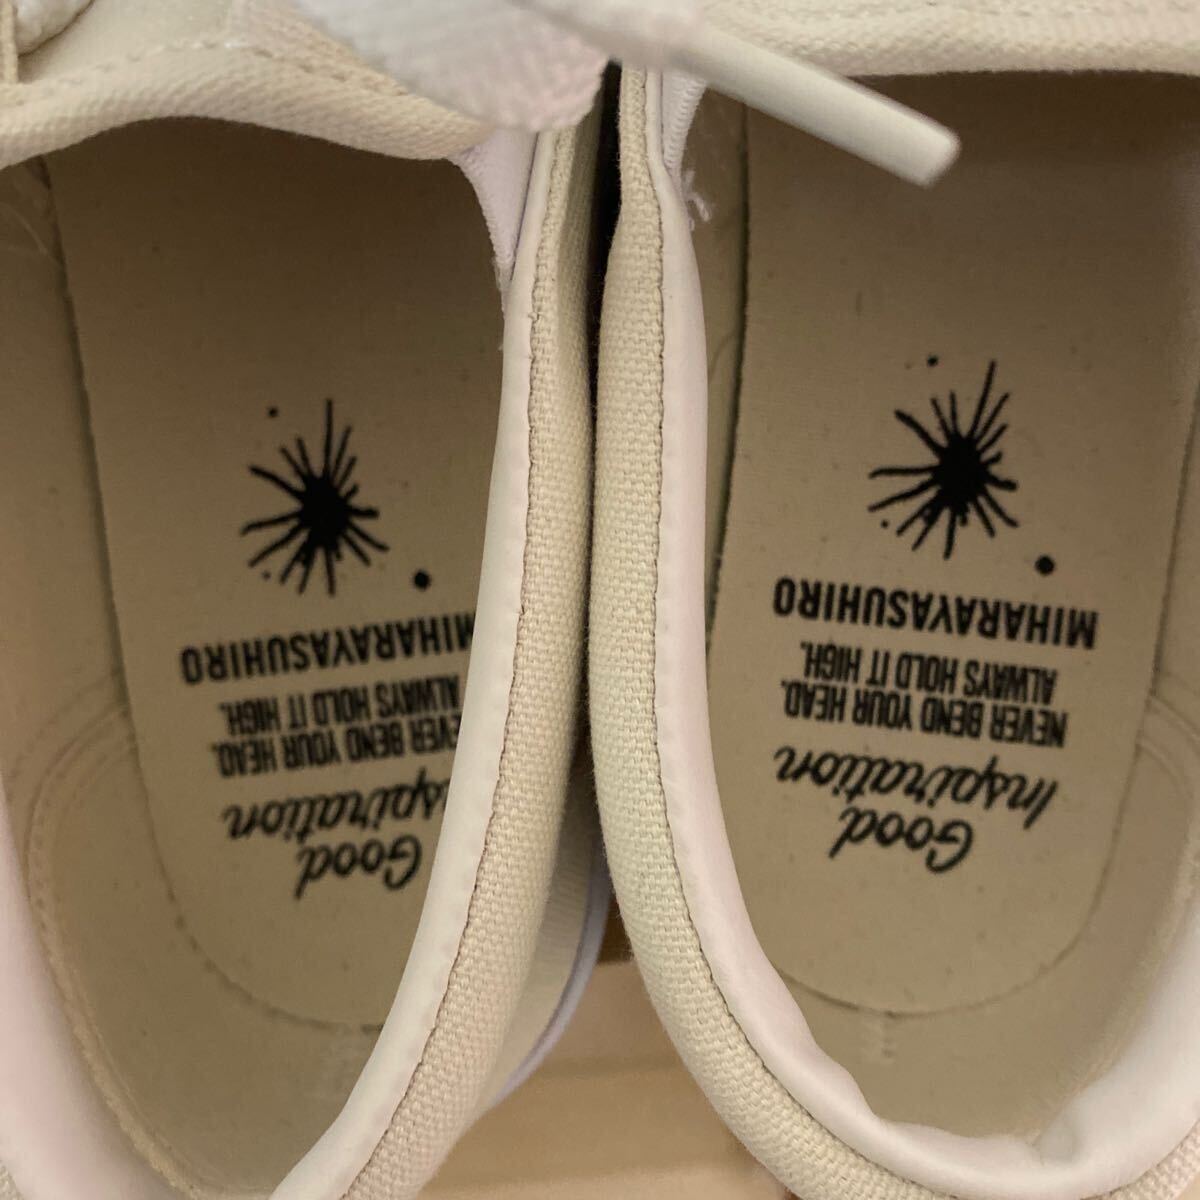 Good
Inspiration
NEVER BEND YOUR HEAD.
ALWAYS HOLD IT HIGH.
MIHARAYASUHIRO
Good
Inspiration
NEVER BEND YOUR HEAD.
ALWAYS HOLD IT HIGH.
MIHARAYASUHIRO